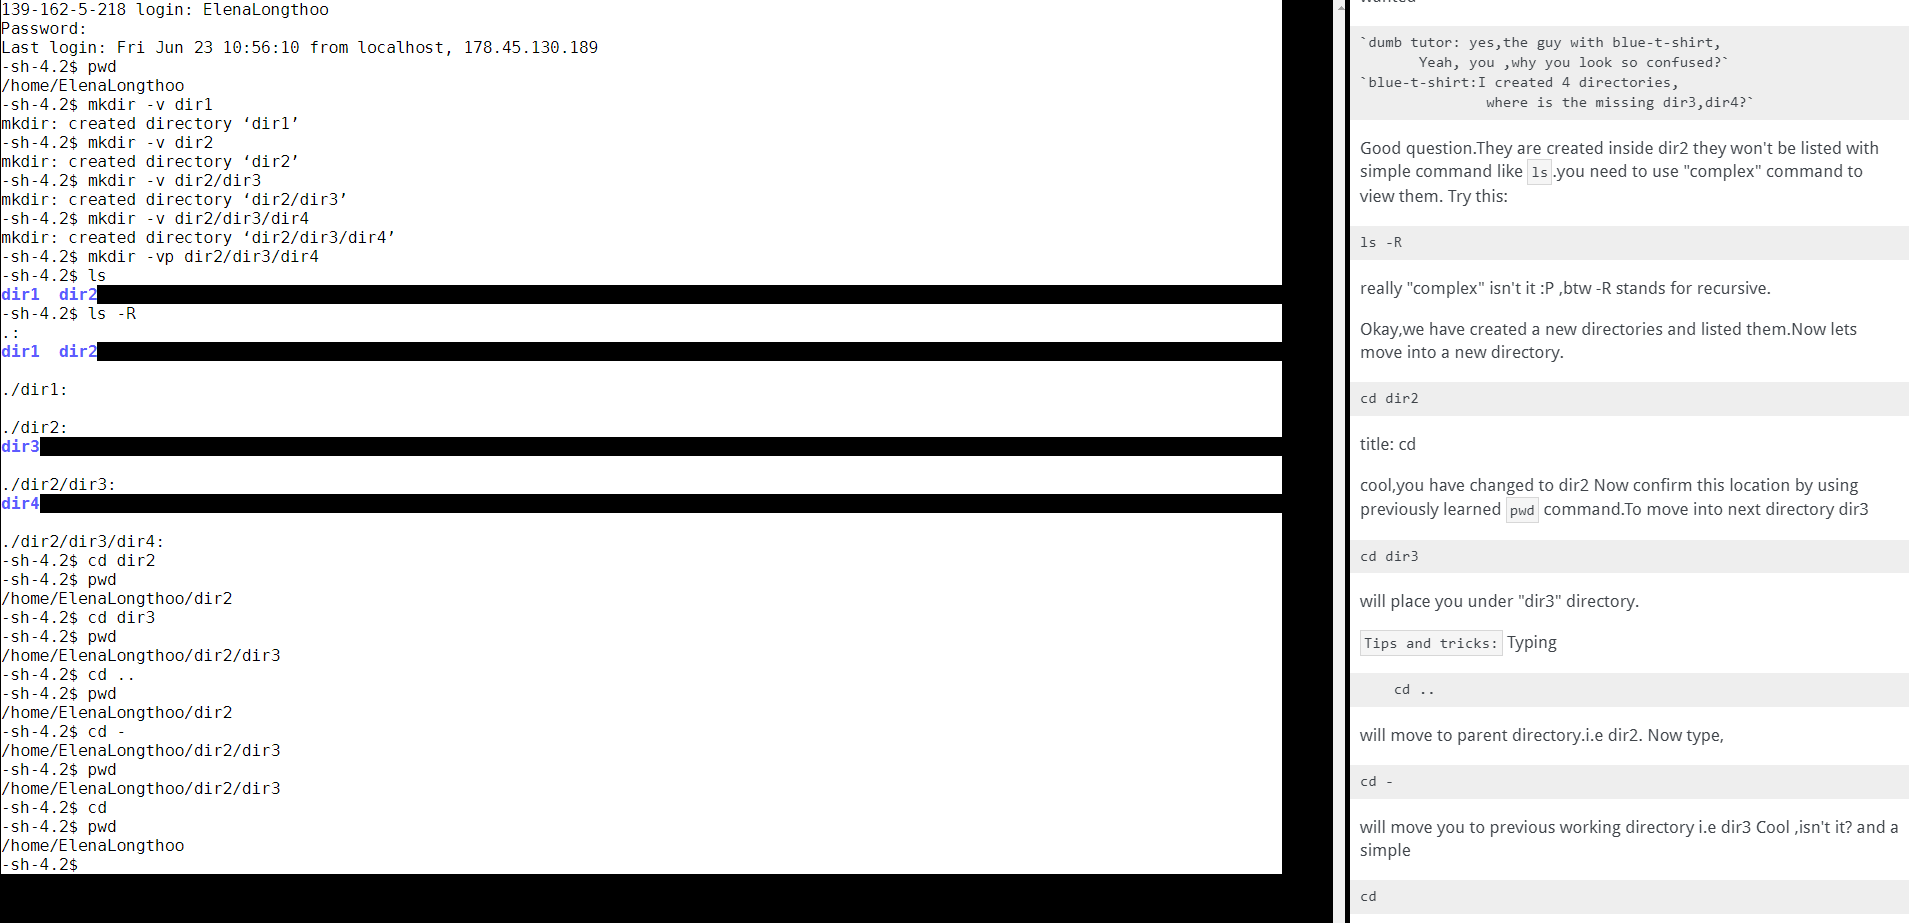 139-162-5-218 login: ElenaLongthoo
Password:
Last login: Fri Jun 23 10:56:10 from localhost, 178.45.130.189
-sh-4.2$ pwd
/home/ElenaLongthoo
-sh-4.2$ mkdir -v dir1
mkdir: created directory ‘dir1’
-sh-4.2$ mkdir -v dir2
mkdir: created directory ‘dir2’
-sh-4.2$ mkdir -v dir2/dir3
mkdir: created directory ‘dir2/dir3’
-sh-4.2$ mkdir -v dir2/dir3/dir4
mkdir: created directory ‘dir2/dir3/dir4’
-sh-4.2$ mkdir -vp dir2/dir3/dir4
-sh-4.2$ ls
dir1  dir2
-sh-4.2$ ls -R
.:
dir1  dir2
./dir1:
./dir2:
dir3
./dir2/dir3:
dir4
./dir2/dir3/dir4:
-sh-4.2$ cd dir2
-sh-4.2$ pwd
/home/ElenaLongthoo/dir2
-sh-4.2$ cd dir3
-sh-4.2$ pwd
/home/ElenaLongthoo/dir2/dir3
-sh-4.2$ cd ..
-sh-4.2$ pwd
/home/ElenaLongthoo/dir2
-sh-4.2$ cd -
/home/ElenaLongthoo/dir2/dir3
-sh-4.2$ pwd
/home/ElenaLongthoo/dir2/dir3
-sh-4.2$ cd
-sh-4.2$ pwd
/home/ElenaLongthoo
-sh-4.2$
wanted
`dumb tutor: yes,the guy with blue-t-shirt,
Yeah, you ,why you look so confused?`
`blue-t-shirt:I created 4 directories,
where is the missing dir3,dir4?`
Good question.They are created inside dir2 they won't be listed with
simple command like ls.you need to use "complex" command to
view them. Try this:
ls -R
really "complex" isn't it :P ,btw -R stands for recursive.
Okay,we have created a new directories and listed them.Now lets
move into a new directory.
cd dir2
title: cd
cool,you have changed to dir2 Now confirm this location by using
previously learned pwd command.To move into next directory dir3
cd dir3
will place you under "dir3" directory.
Tips and tricks: Typing
cd ..
will move to parent directory.i.e dir2. Now type,
cd -
will move you to previous working directory i.e dir3 Cool ,isn't it? and a
simple
cd